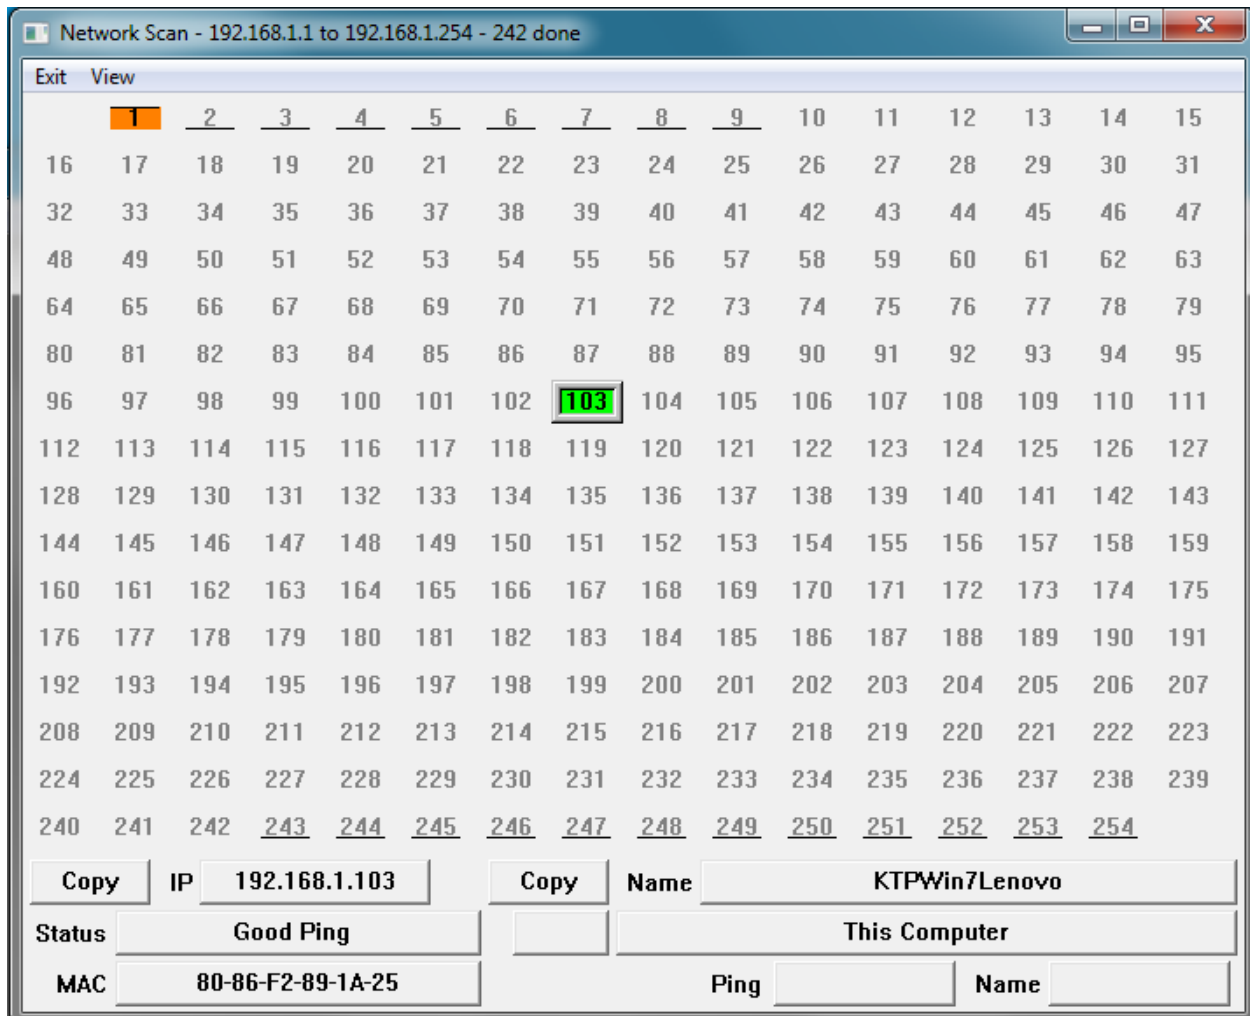 Network Scan - 192.168.1.1 to 192.168.1.254 - 242 done
Exit View
1 2 3 4 5 6 7 8 9 10 11 12 13 14 15
16 17 18 19 20 21 22 23 24 25 26 27 28 29 30 31
32 33 34 35 36 37 38 39 40 41 42 43 44 45 46 47
48 49 50 51 52 53 54 55 56 57 58 59 60 61 62 63
64 65 66 67 68 69 70 71 72 73 74 75 76 77 78 79
80 81 82 83 84 85 86 87 88 89 90 91 92 93 94 95
96 97 98 99 100 101 102 103 104 105 106 107 108 109 110 111
112 113 114 115 116 117 118 119 120 121 122 123 124 125 126 127
128 129 130 131 132 133 134 135 136 137 138 139 140 141 142 143
144 145 146 147 148 149 150 151 152 153 154 155 156 157 158 159
160 161 162 163 164 165 166 167 168 169 170 171 172 173 174 175
176 177 178 179 180 181 182 183 184 185 186 187 188 189 190 191
192 193 194 195 196 197 198 199 200 201 202 203 204 205 206 207
208 209 210 211 212 213 214 215 216 217 218 219 220 221 222 223
224 225 226 227 228 229 230 231 232 233 234 235 236 237 238 239
240 241 242 243 244 245 246 247 248 249 250 251 252 253 254
Copy IP 192.168.1.103 Copy Name KTPWin7Lenovo
Status Good Ping This Computer
MAC 80-86-F2-89-1A-25 Ping Name